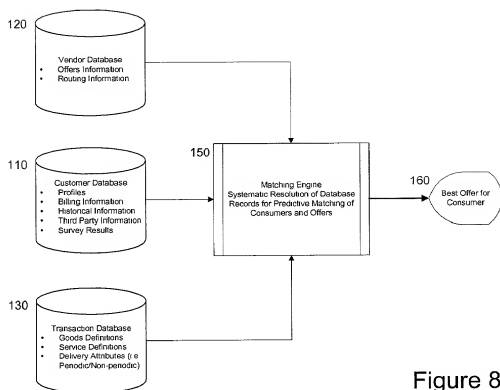 120
Vendor Database
• Offers Information
• Routing Information
110
Customer Database
• Profiles
• Billing Information
• Historical Information
• Third Party Information
• Survey Results
150
Matching Engine
Systematic Resolution of Database
Records for Predictive Matching of
Consumers and Offers
160
Best Offer for
Consumer
130
Transaction Database
• Goods Definitions
• Service Definitions
• Delivery Attributes (i.e.
Periodic/Non-periodic)
Figure 8